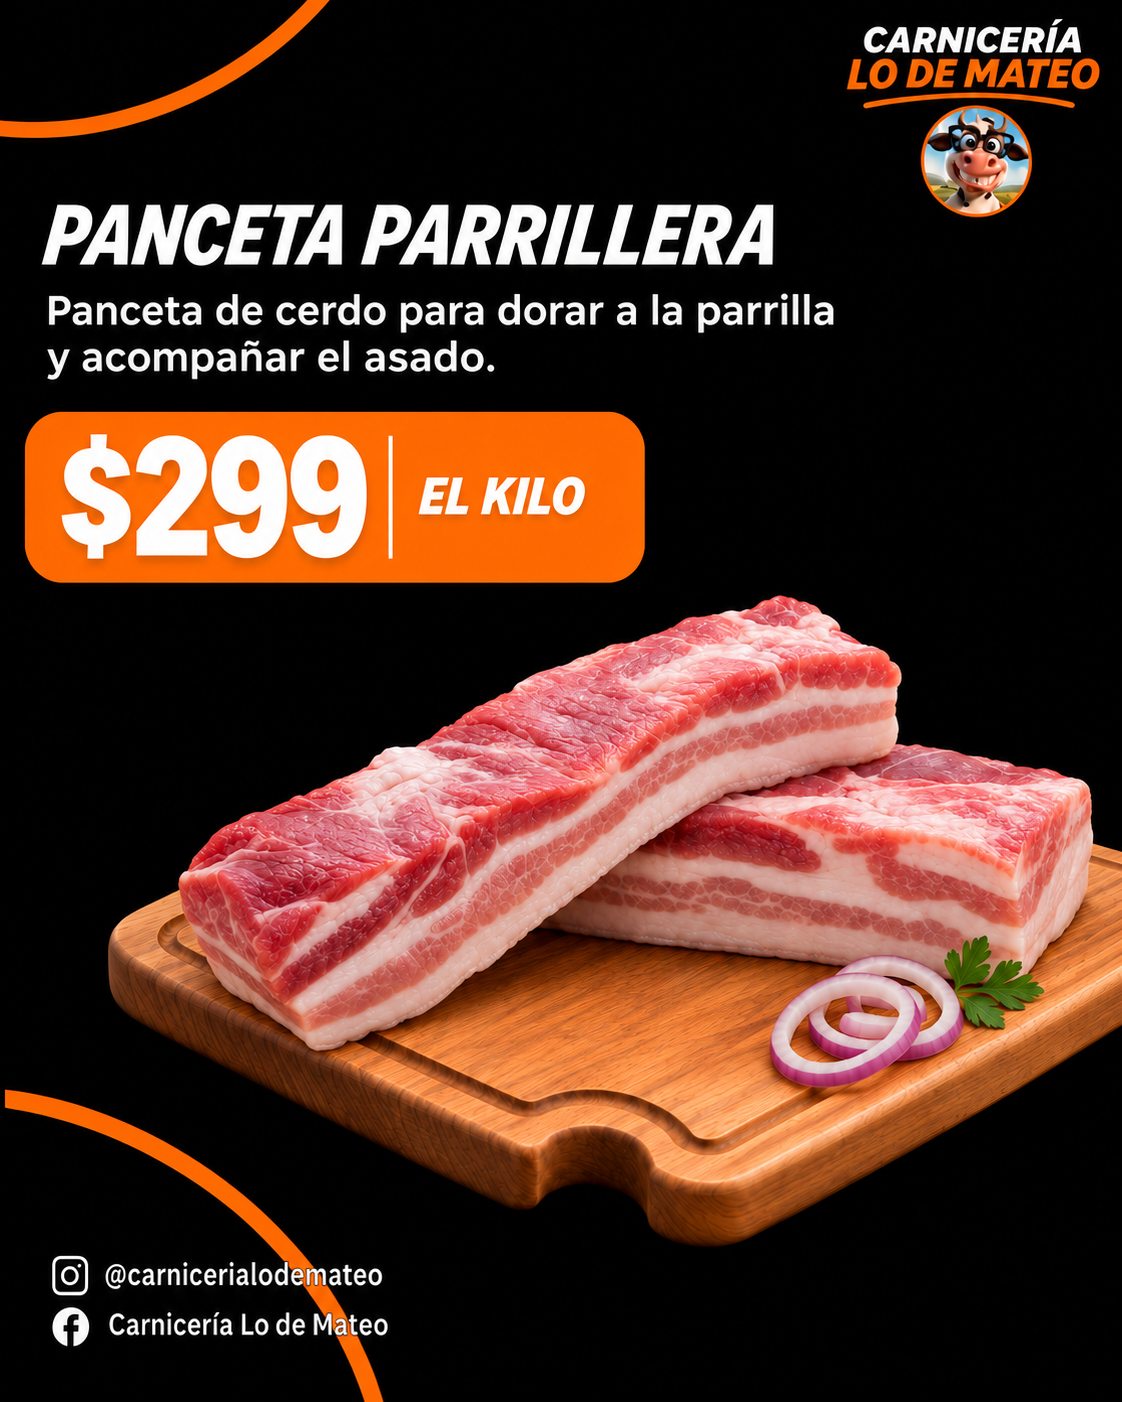 CARNICERÍA
LO DE MATEO
PANCETA PARRILLERA
Panceta de cerdo para dorar a la parrilla
y acompañar el asado.
$299 EL KILO
@carnicerialodemateo
Carnicería Lo de Mateo